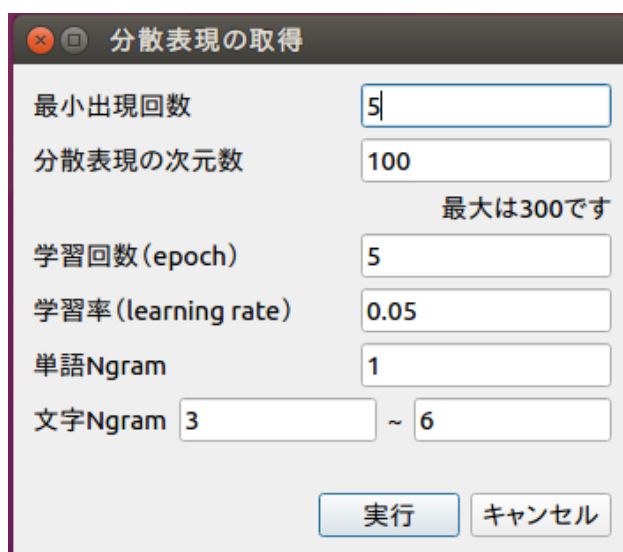 分散表現の取得
最小出現回数 5
分散表現の次元数 100
最大は300です
学習回数(epoch) 5
学習率(learning rate) 0.05
単語Ngram 1
文字Ngram 3 ~ 6
実行 キャンセル